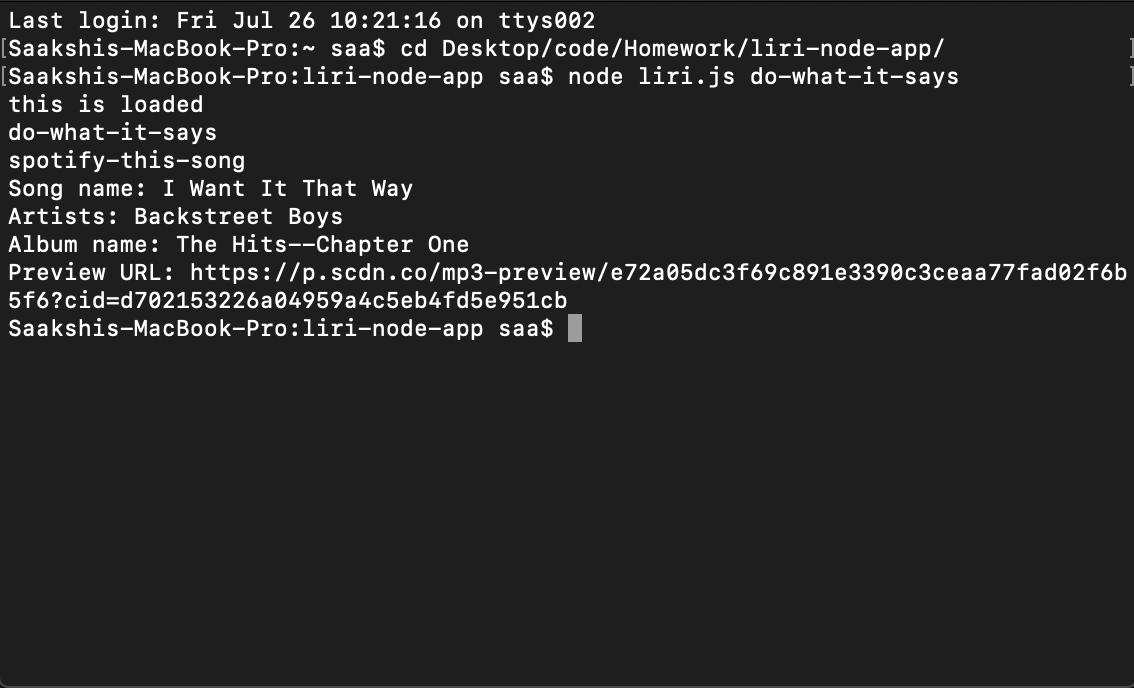 Last login: Fri Jul 26 10:21:16 on ttys002
[Saakshis-MacBook-Pro:~ saa$ cd Desktop/code/Homework/liri-node-app/ ]
[Saakshis-MacBook-Pro:liri-node-app saa$ node liri.js do-what-it-says ]
this is loaded
do-what-it-says
spotify-this-song
Song name: I Want It That Way
Artists: Backstreet Boys
Album name: The Hits--Chapter One
Preview URL: https://p.scdn.co/mp3-preview/e72a05dc3f69c891e3390c3ceaa77fad02f6b
5f6?cid=d702153226a04959a4c5eb4fd5e951cb
Saakshis-MacBook-Pro:liri-node-app saa$